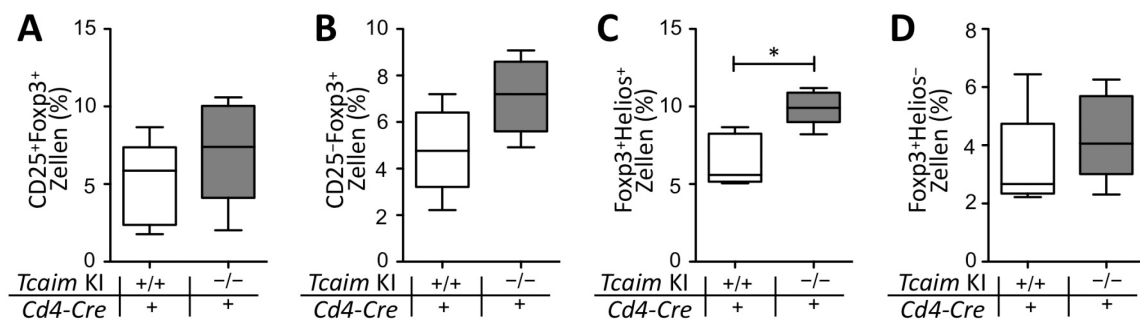 A
CD25⁺Foxp3⁺
Zellen (%)
15
10
5
0
Tcaim KI +/+ −/−
Cd4-Cre + +
B
CD25⁻Foxp3⁺
Zellen (%)
10
8
6
4
2
0
Tcaim KI +/+ −/−
Cd4-Cre + +
C
Foxp3⁺Helios⁺
Zellen (%)
15
10
5
0
*
Tcaim KI +/+ −/−
Cd4-Cre + +
D
Foxp3⁺Helios⁻
Zellen (%)
8
6
4
2
0
Tcaim KI +/+ −/−
Cd4-Cre + +